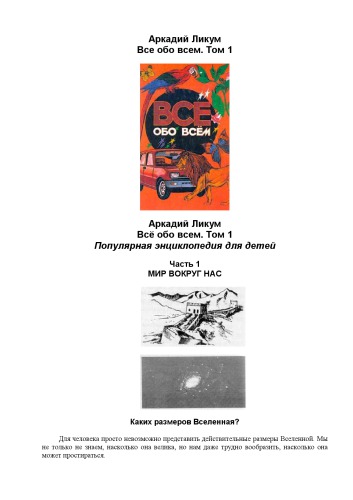 Аркадий Ликум
Все обо всем. Том 1
ВСЕ
ОБО ВСЁМ
Аркадий Ликум
Всё обо всем. Том 1
Популярная энциклопедия для детей
Часть 1
МИР ВОКРУГ НАС
Каких размеров Вселенная?
Для человека просто невозможно представить действительные размеры Вселенной. Мы
не только не знаем, насколько она велика, но нам даже трудно вообразить, насколько она
может простираться.